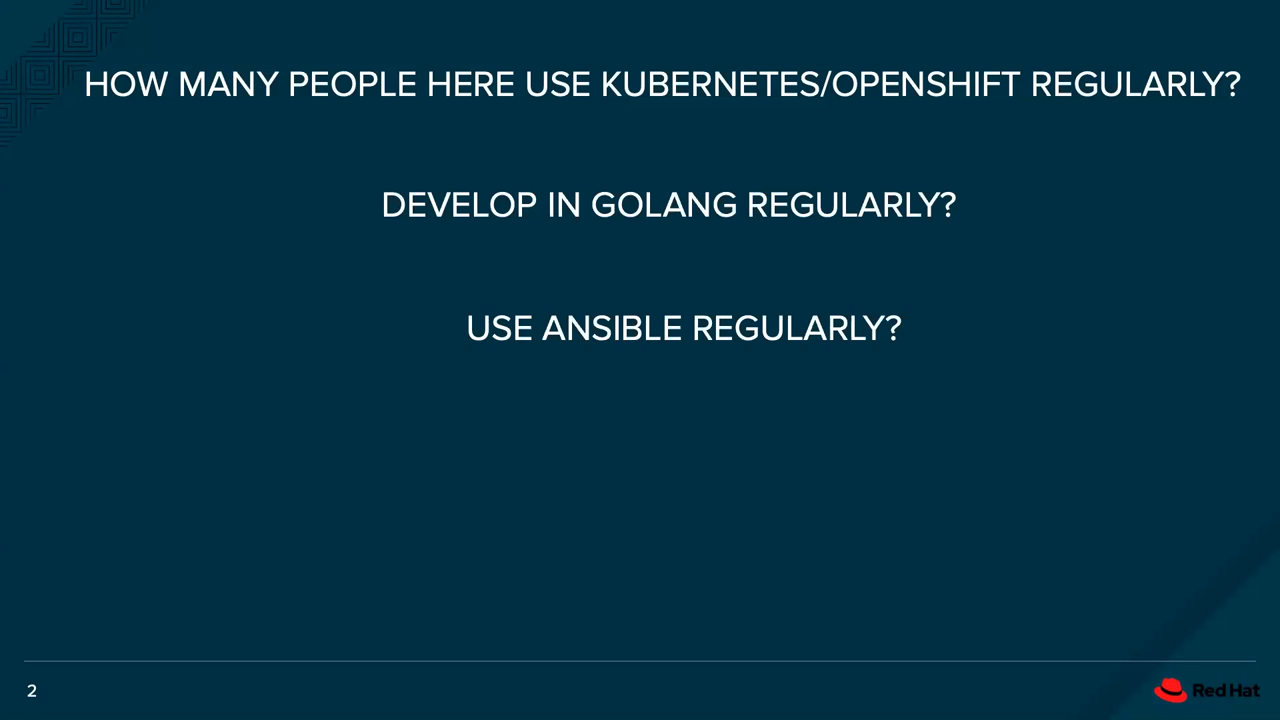 HOW MANY PEOPLE HERE USE KUBERNETES/OPENSHIFT REGULARLY?
DEVELOP IN GOLANG REGULARLY?
USE ANSIBLE REGULARLY?
2
Red Hat